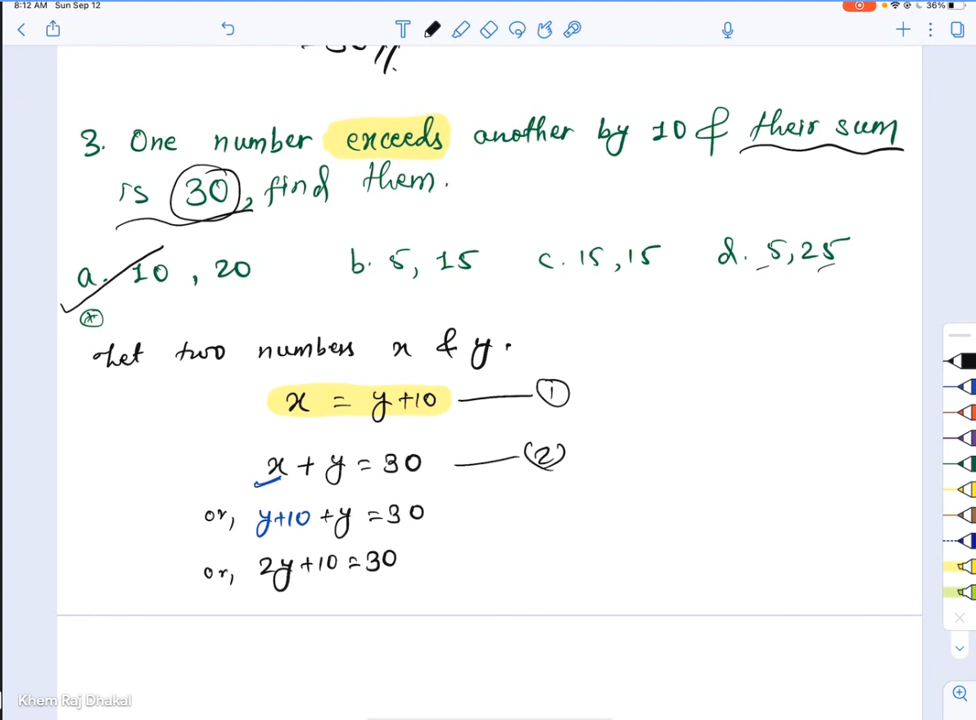 8:12 AM Sun Sep 12
36%
3. One number exceeds another by 10 & their sum
is 30, find them.
a. 10, 20 b. 5, 15 c. 15, 15 d. 5, 25
Let two numbers x & y.
x = y+10 —— ①
x + y = 30 —— (2)
or, y+10 +y = 30
or, 2y+10 = 30
Khem Raj Dhakal